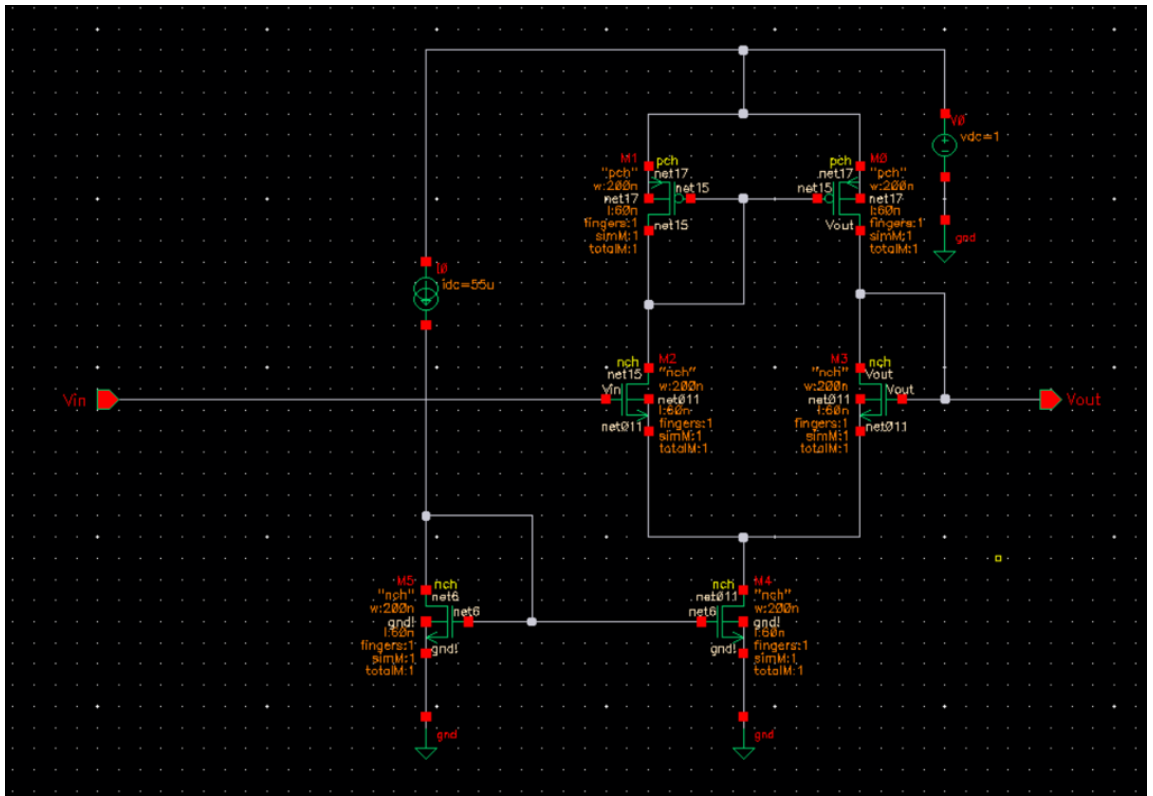 V0
vdc=1
gnd
M1
pch
"pch"
net17
w:200n
net15
net17
l:60n
fingers:1
net15
simM:1
totalM:1
M0
pch
"pch"
net17
w:200n
net15
net17
l:60n
fingers:1
Vout
simM:1
totalM:1
I0
idc=55u
Vin
M2
nch
"nch"
net15
w:200n
Vin
net011
l:60n
fingers:1
net011
simM:1
totalM:1
M3
nch
"nch"
Vout
w:200n
Vout
net011
l:60n
fingers:1
net011
simM:1
totalM:1
Vout
M5
nch
"nch"
net6
w:200n
net6
gnd!
l:60n
fingers:1
gnd!
simM:1
totalM:1
gnd
M4
nch
"nch"
net011
w:200n
net6
gnd!
l:60n
fingers:1
gnd!
simM:1
totalM:1
gnd